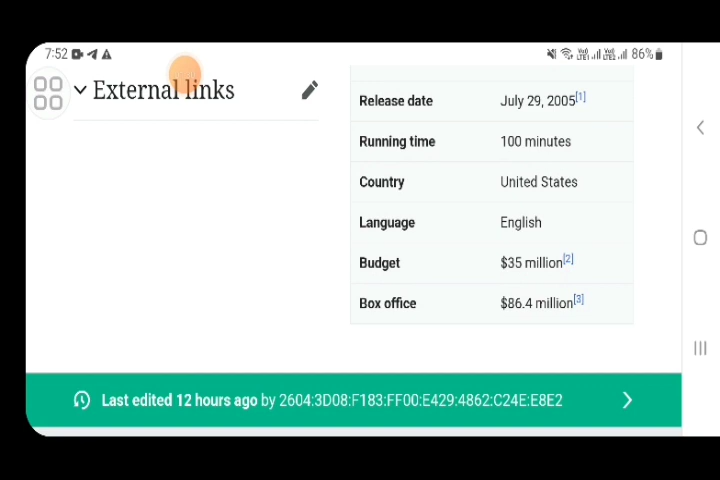 7:52 86%
External links
Release date July 29, 2005[1]
Running time 100 minutes
Country United States
Language English
Budget $35 million[2]
Box office $86.4 million[3]
Last edited 12 hours ago by 2604:3D08:F183:FF00:E429:4862:C24E:E8E2